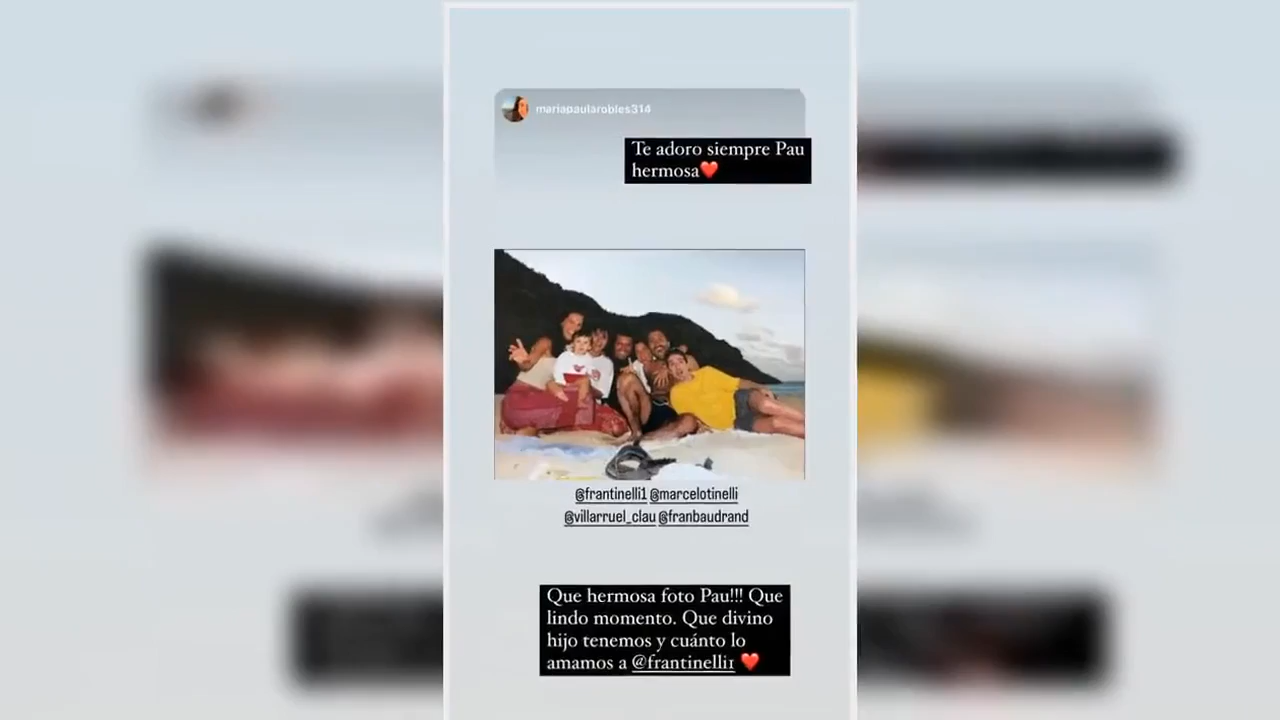 mariapaularobles314
Te adoro siempre Pau
hermosa❤️
@frantinelli1 @marcelotinelli
@villarruel_clau @franbaudrand
Que hermosa foto Pau!!! Que
lindo momento. Que divino
hijo tenemos y cuánto lo
amamos a @frantinelli1 ❤️